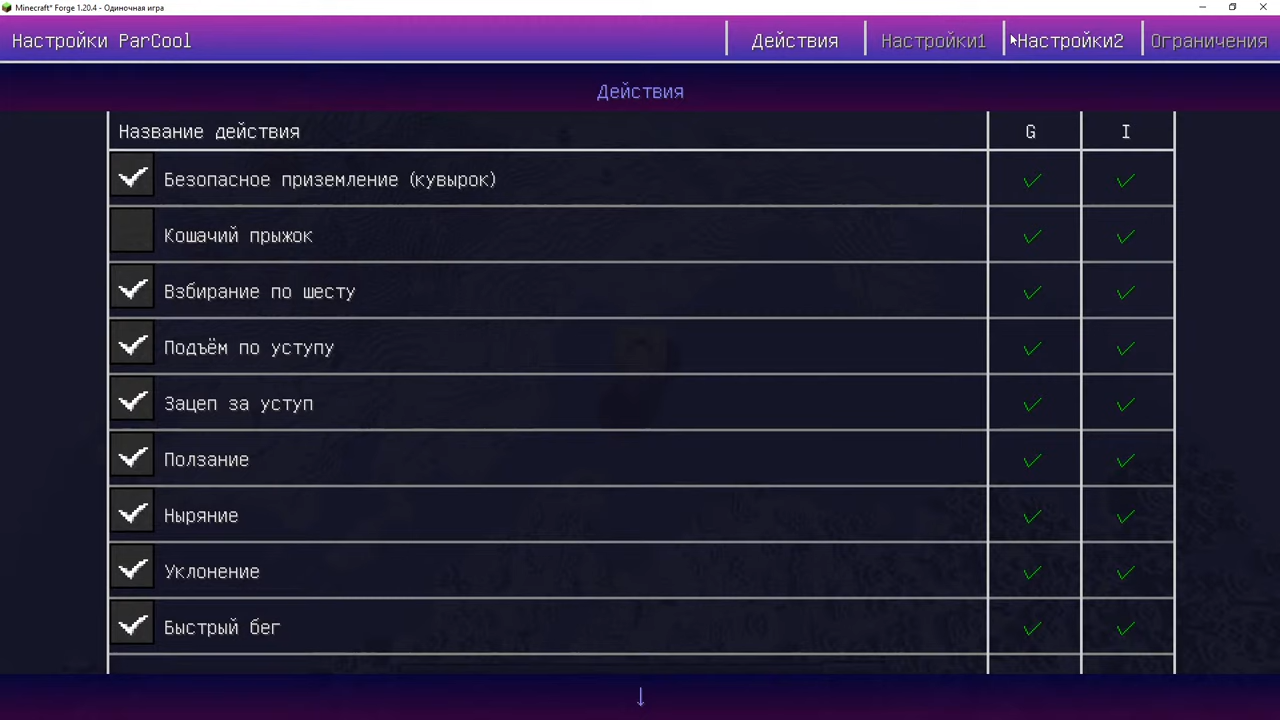 Minecraft* Forge 1.20.4 - Одиночная игра
Настройки ParCool
Действия
Настройки1
Настройки2
Ограничения
Действия
Название действия
G
I
Безопасное приземление (кувырок)
Кошачий прыжок
Взбирание по шесту
Подъём по уступу
Зацеп за уступ
Ползание
Ныряние
Уклонение
Быстрый бег